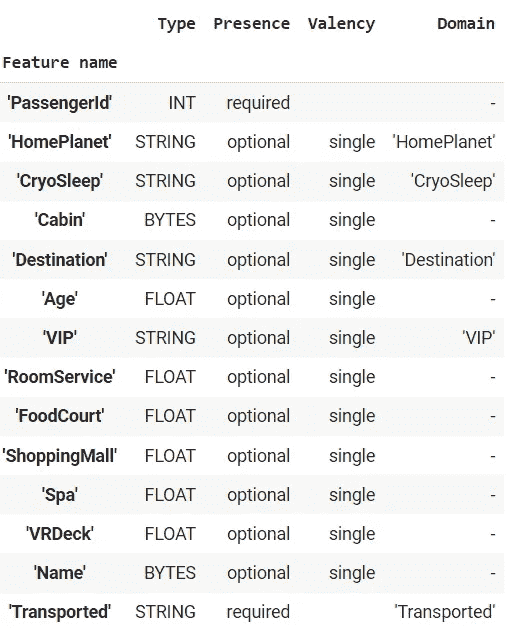 Type Presence Valency Domain
Feature name
'PassengerId' INT required -
'HomePlanet' STRING optional single 'HomePlanet'
'CryoSleep' STRING optional single 'CryoSleep'
'Cabin' BYTES optional single -
'Destination' STRING optional single 'Destination'
'Age' FLOAT optional single -
'VIP' STRING optional single 'VIP'
'RoomService' FLOAT optional single -
'FoodCourt' FLOAT optional single -
'ShoppingMall' FLOAT optional single -
'Spa' FLOAT optional single -
'VRDeck' FLOAT optional single -
'Name' BYTES optional single -
'Transported' STRING required 'Transported'